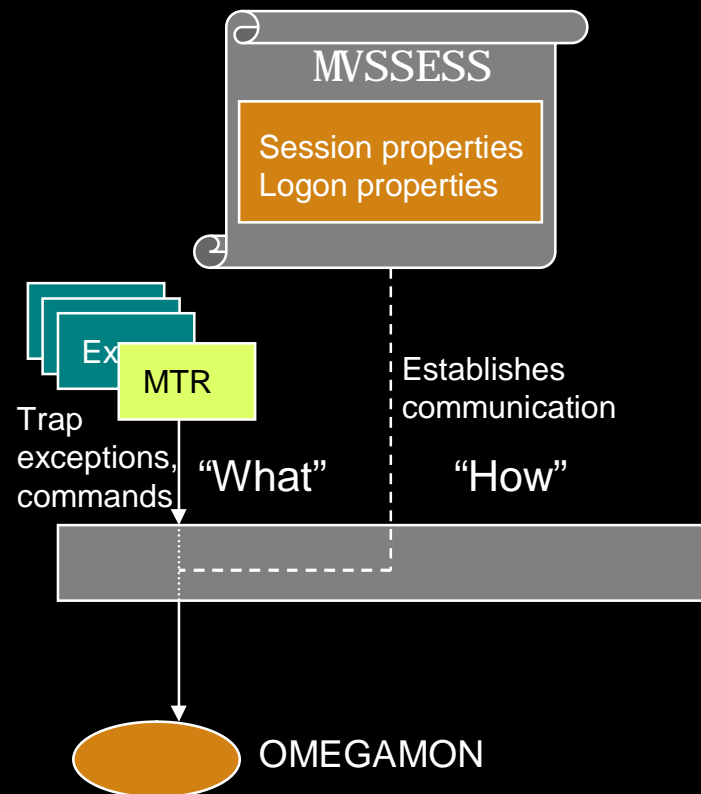 MVSSESS
Session properties
Logon properties
MTR
Trap
exceptions,
commands
“What”
Establishes
communication
“How”
OMEGAMON